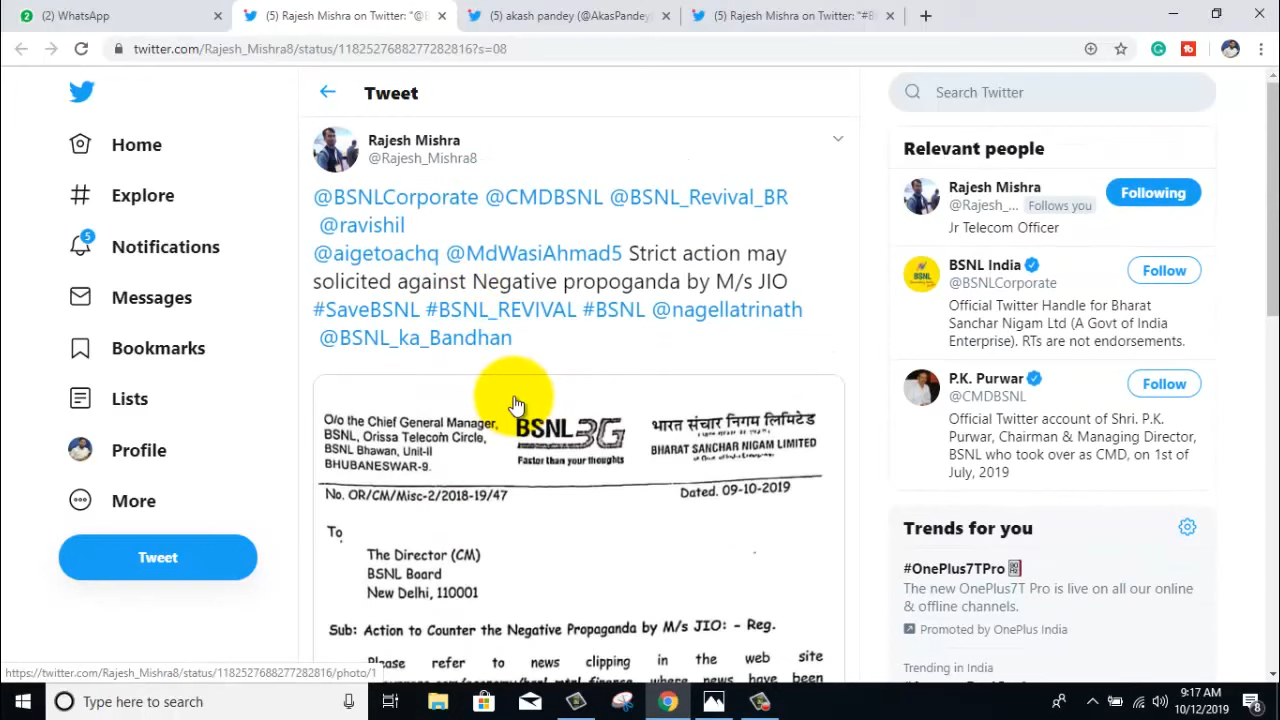 (2) WhatsApp
(5) Rajesh Mishra on Twitter: "@B
(5) akash pandey (@AkasPandey
(5) Rajesh Mishra on Twitter: "#B
twitter.com/Rajesh_Mishra8/status/1182527688277282816?s=08
Home
Explore
5
Notifications
Messages
Bookmarks
Lists
Profile
More
Tweet
Tweet
Rajesh Mishra
@Rajesh_Mishra8
@BSNLCorporate @CMDBSNL @BSNL_Revival_BR
@ravishil
@aigetoachq @MdWasiAhmad5 Strict action may
solicited against Negative propoganda by M/s JIO
#SaveBSNL #BSNL_REVIVAL #BSNL @nagellatrinath
@BSNL_ka_Bandhan
O/o the Chief General Manager,
BSNL, Orissa Telecom Circle,
BSNL Bhawan, Unit-II
BHUBANESWAR-9.
BSNL 3G
Faster than your thoughts
भारत संचार निगम लिमिटेड
BHARAT SANCHAR NIGAM LIMITED
No. OR/CM/Misc-2/2018-19/47
Dated. 09-10-2019
To
The Director (CM)
BSNL Board
New Delhi, 110001
Sub: Action to Counter the Negative Propaganda by M/s JIO: - Reg.
Please refer to news clipping in the web site
where news have been
Search Twitter
Relevant people
Rajesh Mishra
@Rajesh_... Follows you
Following
Jr Telecom Officer
BSNL India
@BSNLCorporate
Follow
Official Twitter Handle for Bharat
Sanchar Nigam Ltd (A Govt of India
Enterprise). RTs are not endorsements.
P.K. Purwar
@CMDBSNL
Follow
Official Twitter account of Shri. P.K.
Purwar, Chairman & Managing Director,
BSNL who took over as CMD, on 1st of
July, 2019
Trends for you
#OnePlus7TPro
The new OnePlus7T Pro is live on all our online
& offline channels.
Promoted by OnePlus India
Trending in India
https://twitter.com/Rajesh_Mishra8/status/1182527688277282816/photo/1
Type here to search
9:17 AM
10/12/2019
8